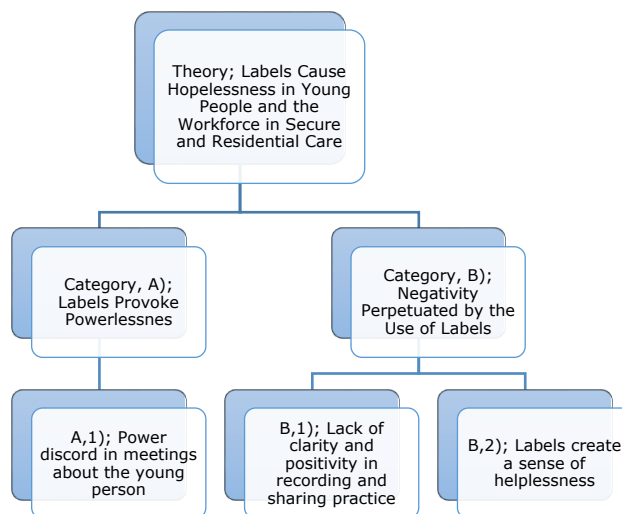 Theory; Labels Cause
Hopelessness in Young
People and the
Workforce in Secure
and Residential Care
Category, A);
Labels Provoke
Powerlessnes
Category, B);
Negativity
Perpetuated by the
Use of Labels
A,1); Power
discord in meetings
about the young
person
B,1); Lack of
clarity and
positivity in
recording and
sharing practice
B,2); Labels create
a sense of
helplessness